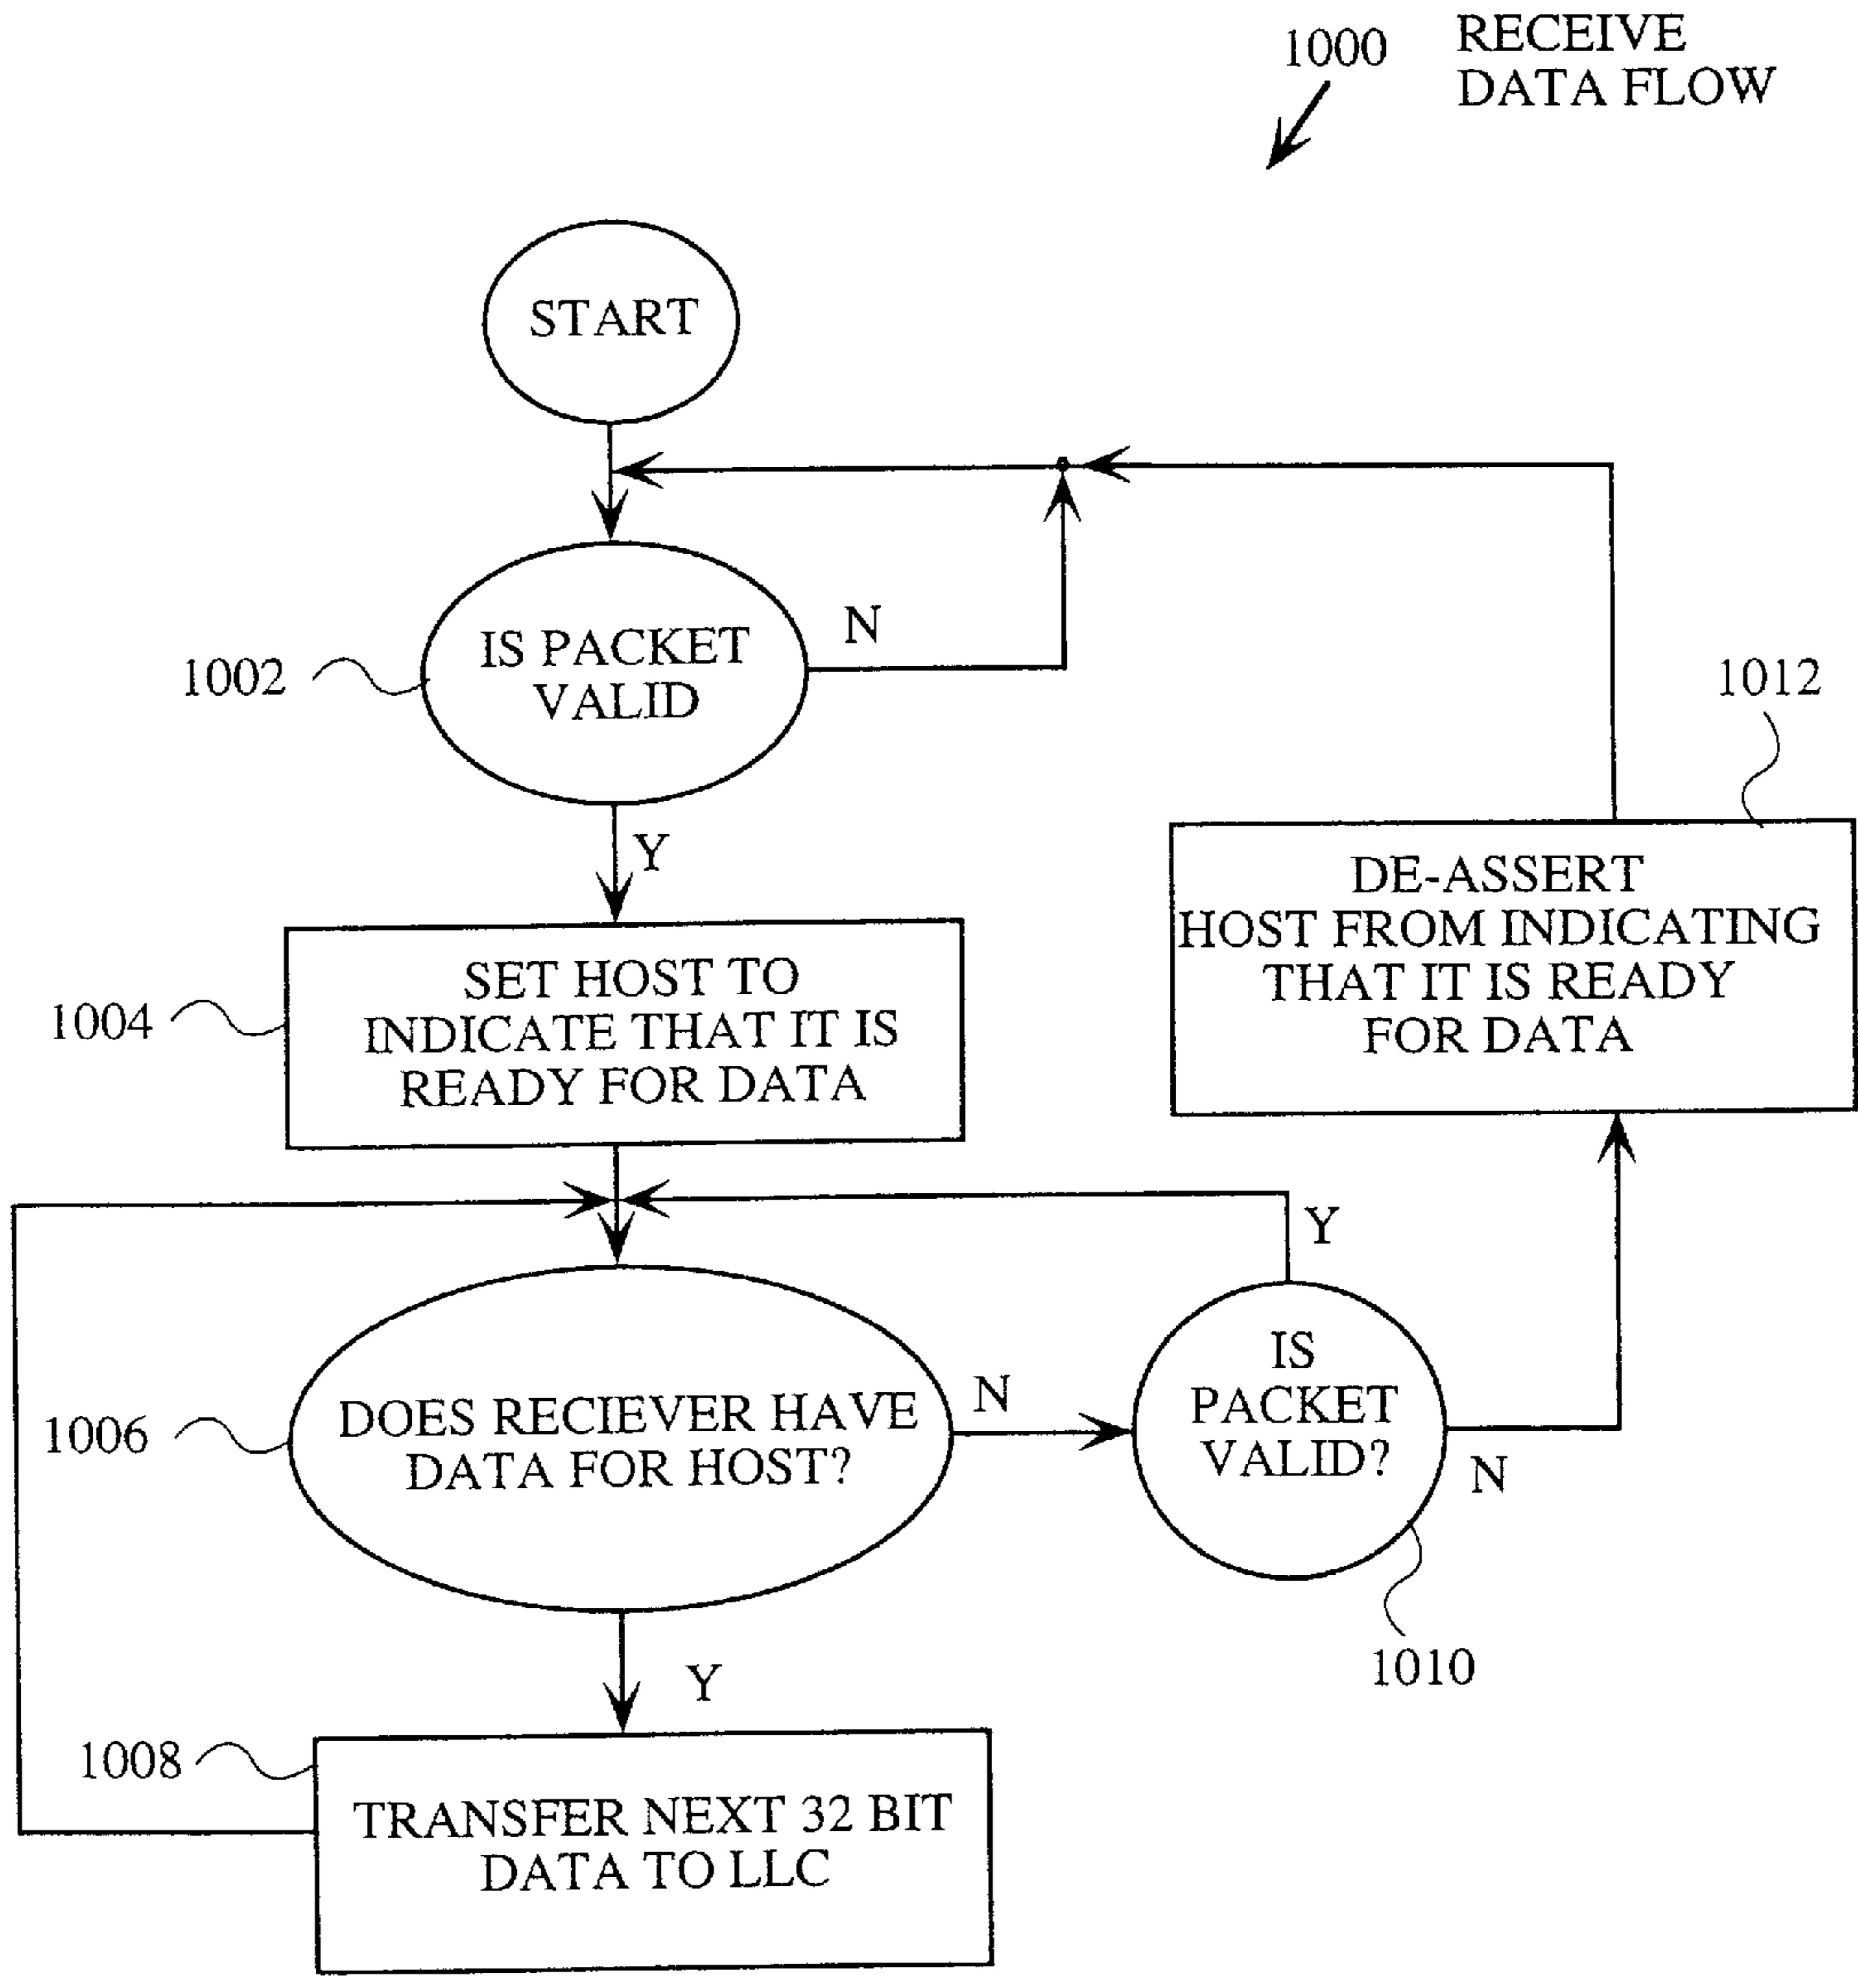 1000
RECEIVE
DATA FLOW
START
IS PACKET
VALID
N
1002
Y
1012
DE-ASSERT
HOST FROM INDICATING
THAT IT IS READY
FOR DATA
SET HOST TO
INDICATE THAT IT IS
READY FOR DATA
1004
Y
DOES RECIEVER HAVE
DATA FOR HOST?
1006
N
IS
PACKET
VALID?
N
1010
Y
1008
TRANSFER NEXT 32 BIT
DATA TO LLC